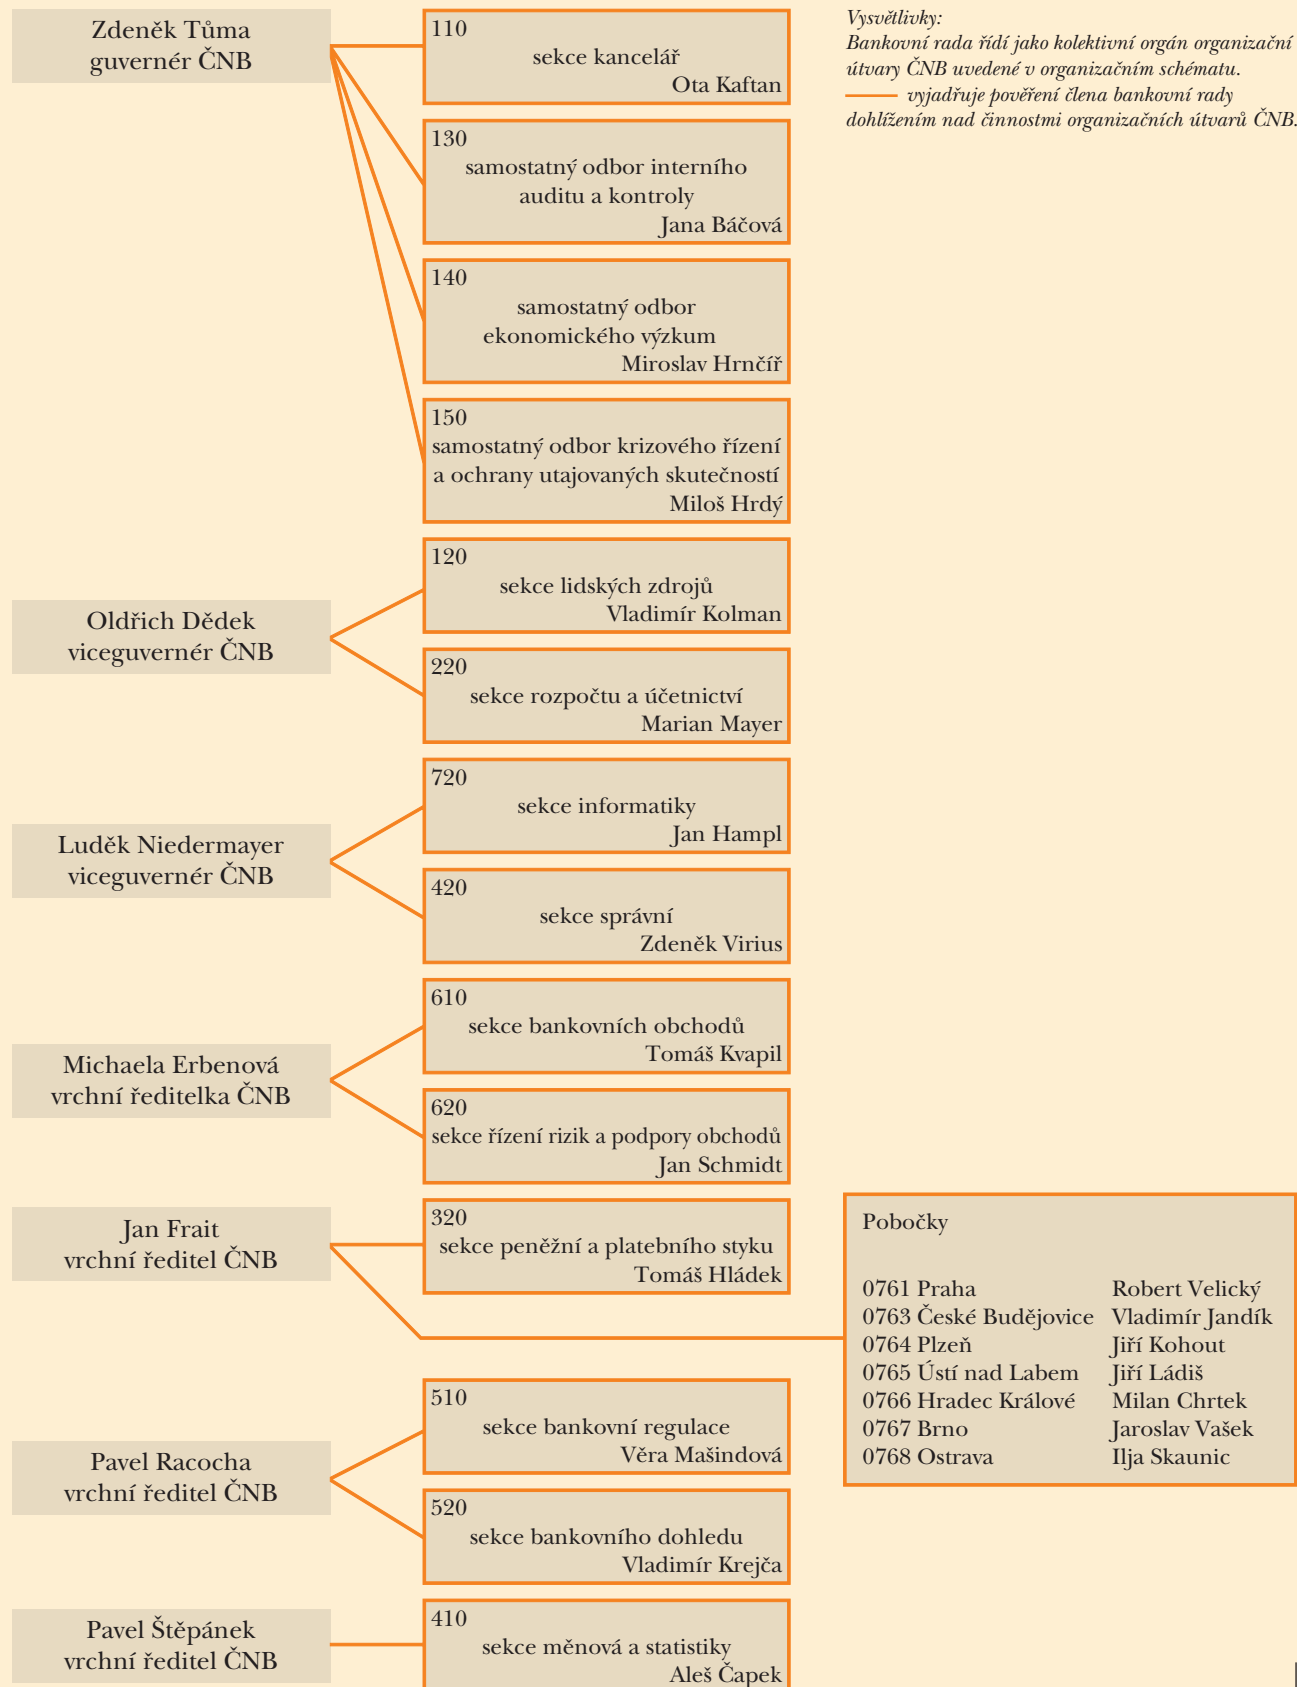 Zdeněk Tůma
guvernér ČNB
110
sekce kancelář
Ota Kaftan
130
samostatný odbor interního
auditu a kontroly
Jana Báčová
140
samostatný odbor
ekonomického výzkum
Miroslav Hrnčíř
150
samostatný odbor krizového řízení
a ochrany utajovaných skutečností
Miloš Hrdý
Vysvětlivky:
Bankovní rada řídí jako kolektivní orgán organizační
útvary ČNB uvedené v organizačním schématu.
vyjadřuje pověření člena bankovní rady
dohlížením nad činnostmi organizačních útvarů ČNB.
Oldřich Dědek
viceguvernér ČNB
120
sekce lidských zdrojů
Vladimír Kolman
220
sekce rozpočtu a účetnictví
Marian Mayer
Luděk Niedermayer
viceguvernér ČNB
720
sekce informatiky
Jan Hampl
420
sekce správní
Zdeněk Virius
Michaela Erbenová
vrchní ředitelka ČNB
610
sekce bankovních obchodů
Tomáš Kvapil
620
sekce řízení rizik a podpory obchodů
Jan Schmidt
Jan Frait
vrchní ředitel ČNB
320
sekce peněžní a platebního styku
Tomáš Hládek
Pobočky
0761 Praha Robert Velický
0763 České Budějovice Vladimír Jandík
0764 Plzeň Jiří Kohout
0765 Ústí nad Labem Jiří Ládiš
0766 Hradec Králové Milan Chrtek
0767 Brno Jaroslav Vašek
0768 Ostrava Ilja Skaunic
Pavel Racocha
vrchní ředitel ČNB
510
sekce bankovní regulace
Věra Mašindová
520
sekce bankovního dohledu
Vladimír Krejča
Pavel Štěpánek
vrchní ředitel ČNB
410
sekce měnová a statistiky
Aleš Čapek